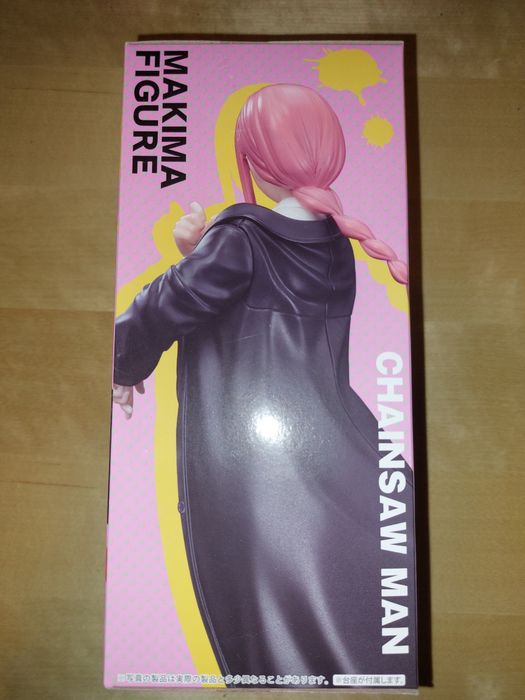 MAKIMA
FIGURE
CHAINSAW MAN
※写真の製品は実際の製品と多少異なることがあります。
※台座が付属します。